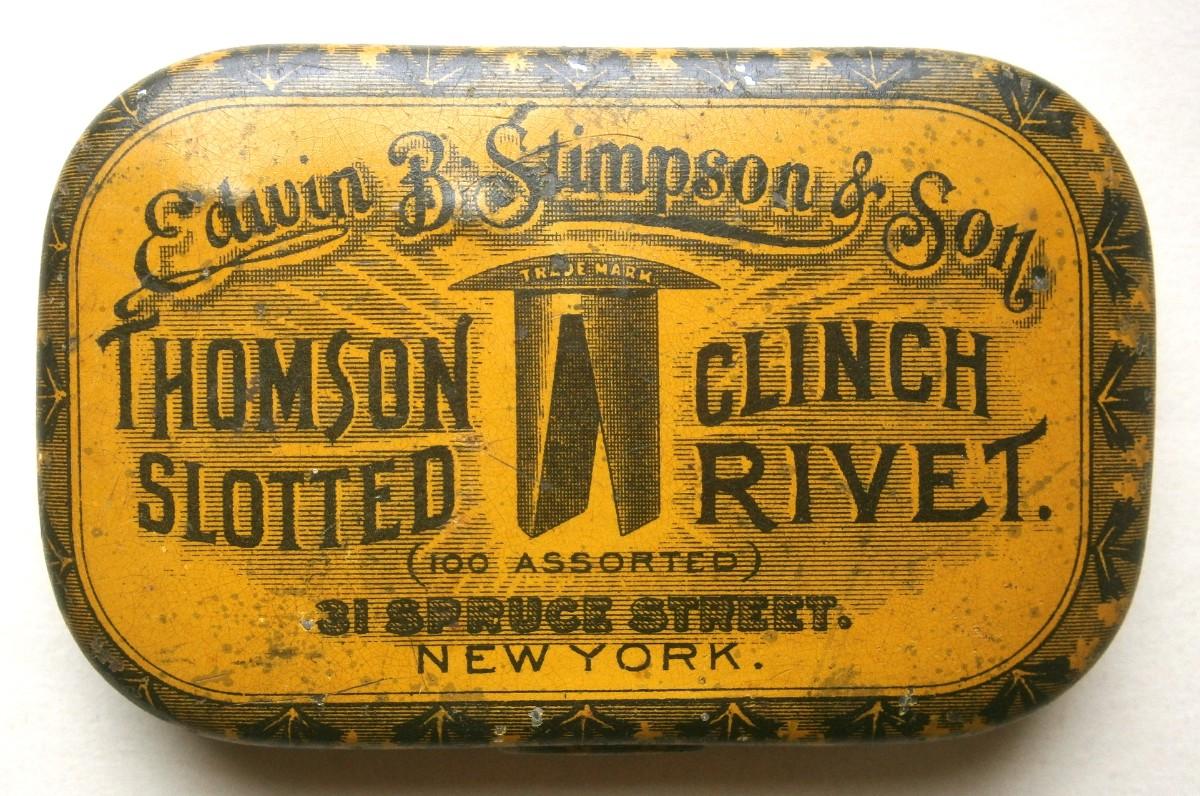 Edwin B. Stimpson & Son,
TRADE MARK
THOMSON CLINCH
SLOTTED RIVET.
(100 ASSORTED)
31 SPRUCE STREET.
NEW YORK.